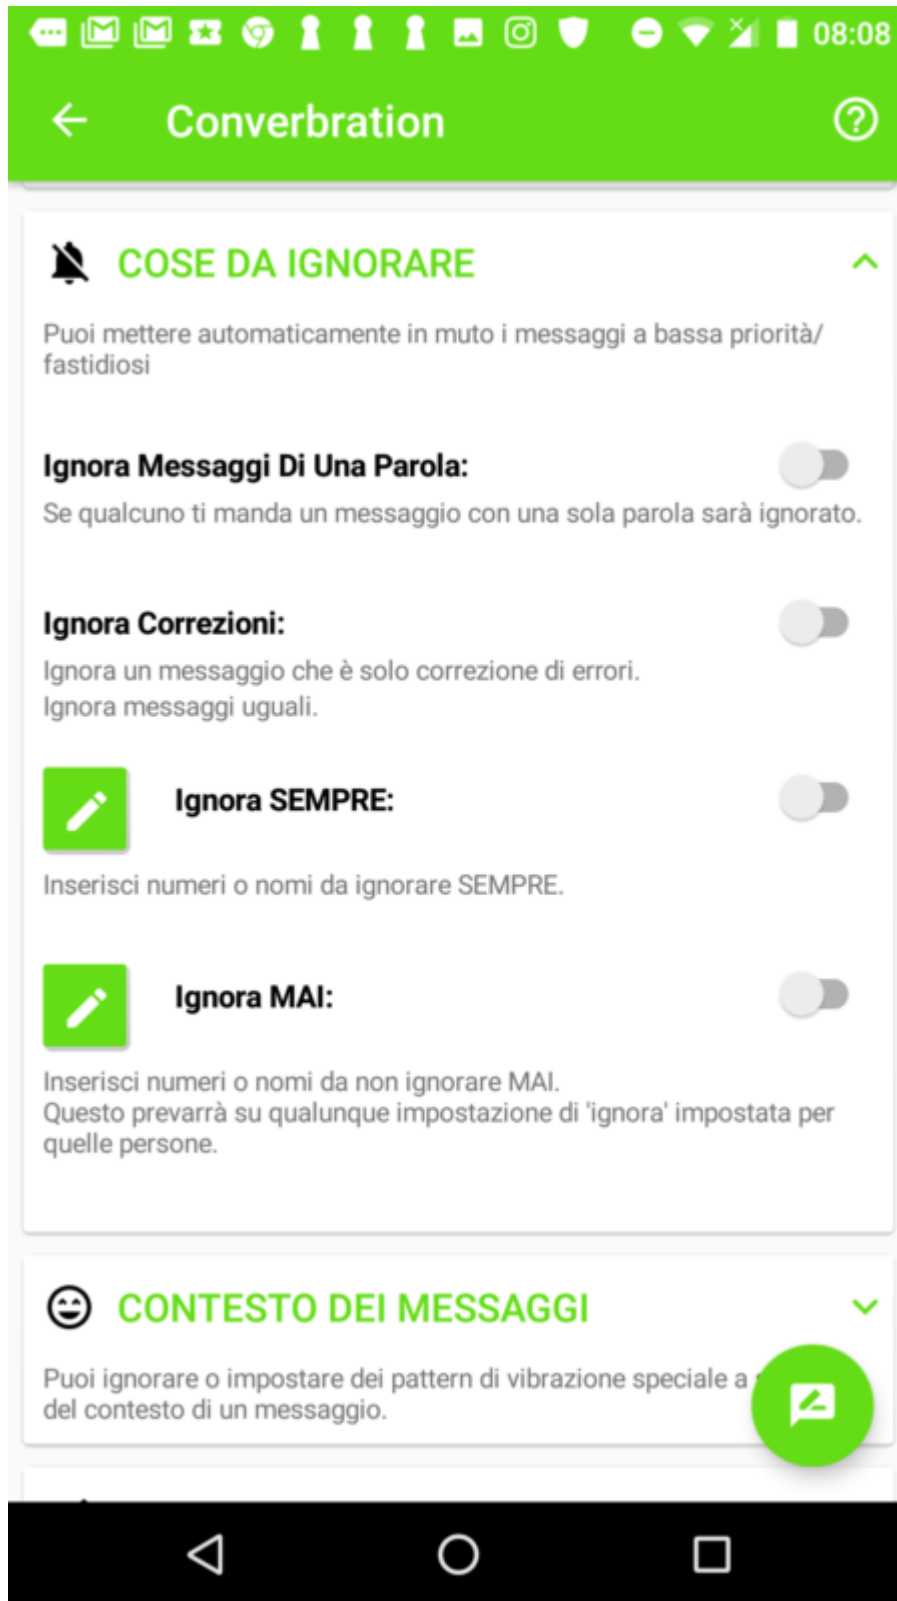 08:08
Converbration
COSE DA IGNORARE
Puoi mettere automaticamente in muto i messaggi a bassa priorità/
fastidiosi
Ignora Messaggi Di Una Parola:
Se qualcuno ti manda un messaggio con una sola parola sarà ignorato.
Ignora Correzioni:
Ignora un messaggio che è solo correzione di errori.
Ignora messaggi uguali.
Ignora SEMPRE:
Inserisci numeri o nomi da ignorare SEMPRE.
Ignora MAI:
Inserisci numeri o nomi da non ignorare MAI.
Questo prevarrà su qualunque impostazione di 'ignora' impostata per
quelle persone.
CONTESTO DEI MESSAGGI
Puoi ignorare o impostare dei pattern di vibrazione speciale a
del contesto di un messaggio.